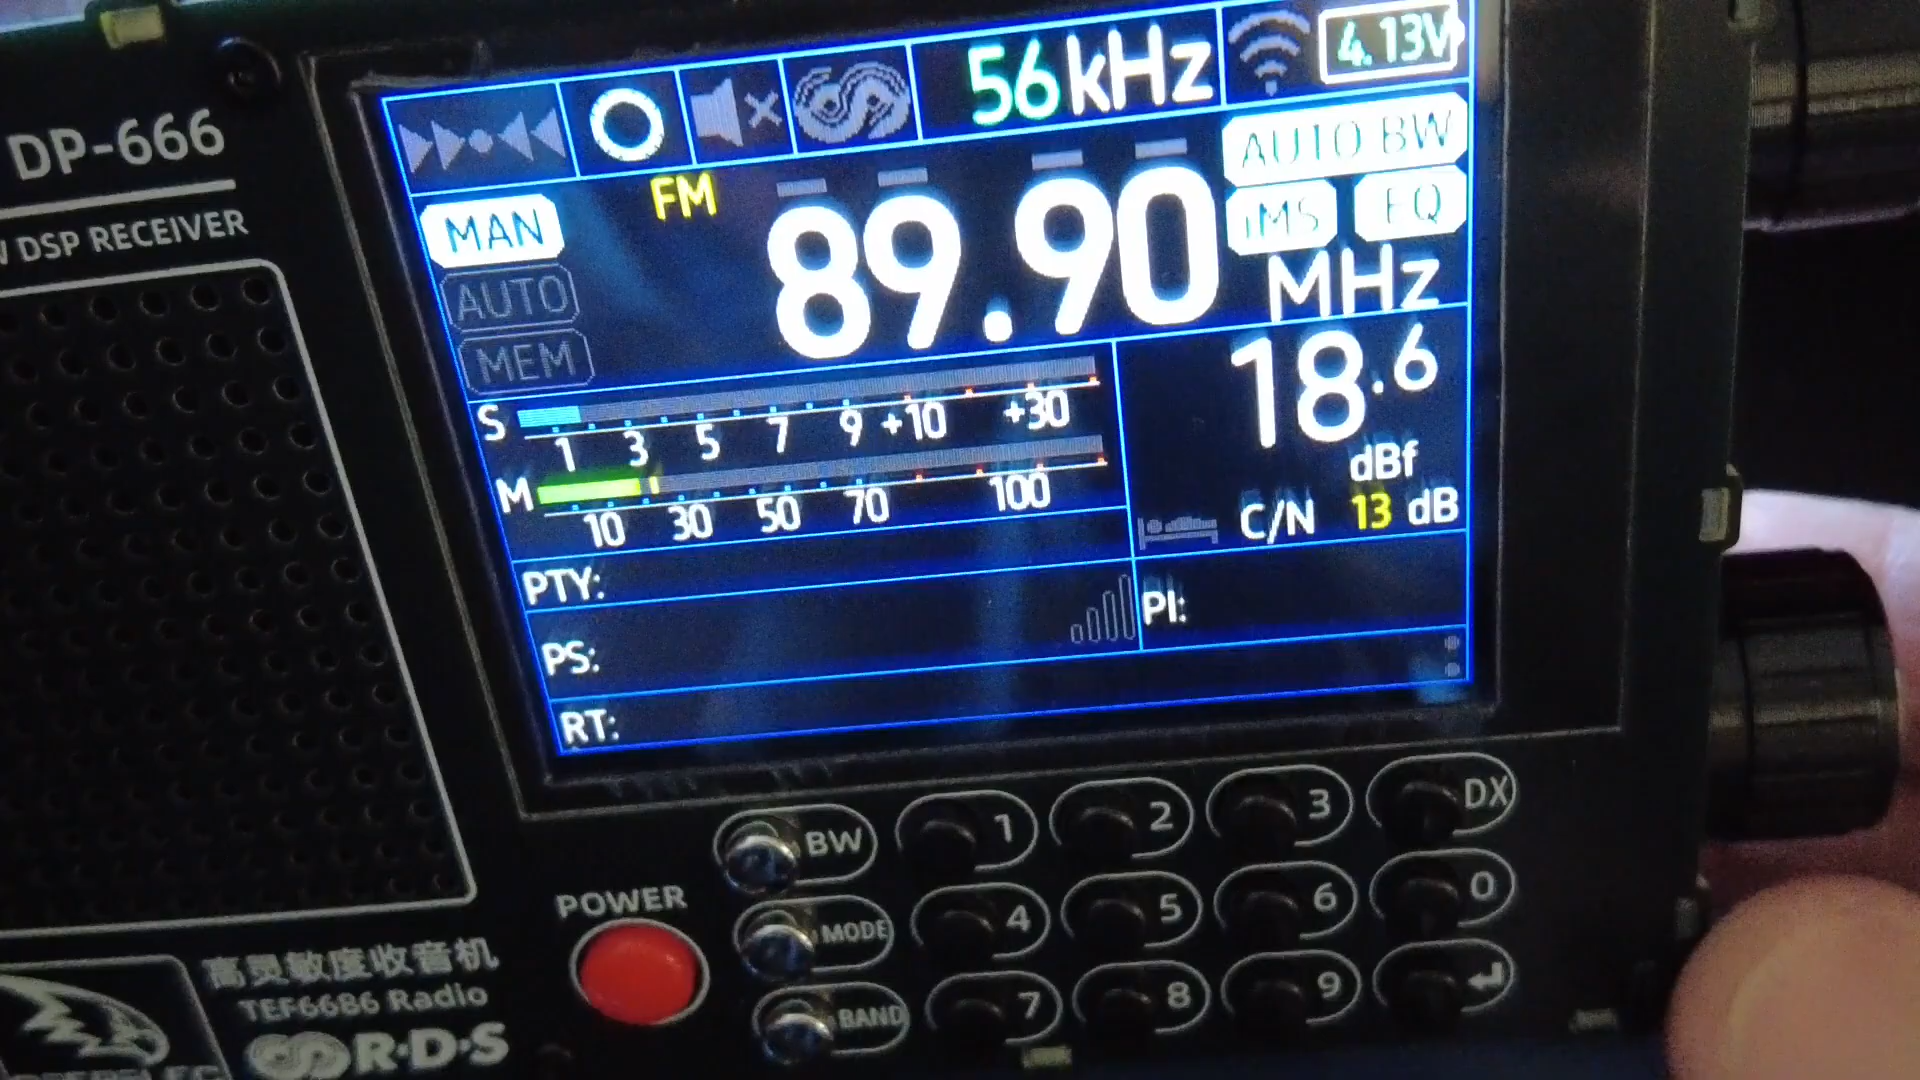 DP-666
DSP RECEIVER
56kHz
4.13V
AUTO BW
MAN
FM
89.90
iMS
EQ
MHz
AUTO
MEM
S
1 3 5 7 9 +10 +30
18.6
dBf
M
10 30 50 70 100
C/N 13 dB
PTY:
PI:
PS:
RT:
BW 1 2 3 DX
POWER
MODE 4 5 6 0
BAND 7 8 9
高灵敏度收音机
TEF6686 Radio
R·D·S